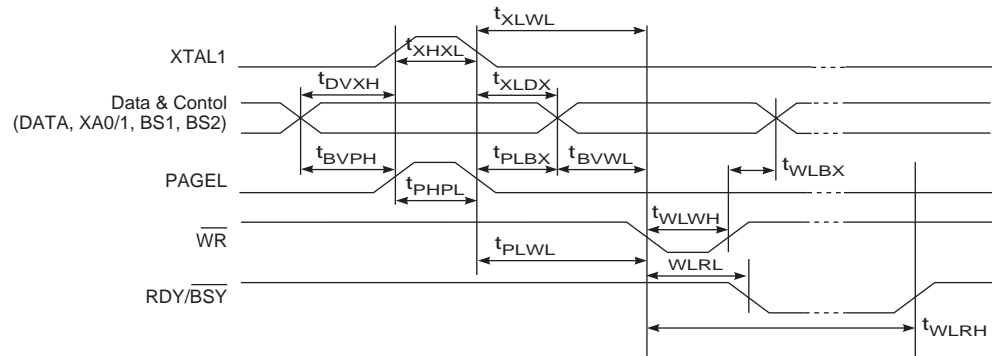 tXLWL
XTAL1
tXHXL
tDVXH
tXLDX
Data & Contol
(DATA, XA0/1, BS1, BS2)
tBVPH
tPLBX
tBVWL
tWLBX
PAGEL
tPHPL
tWLWH
WR
tPLWL
WLRL
RDY/BSY
tWLRH